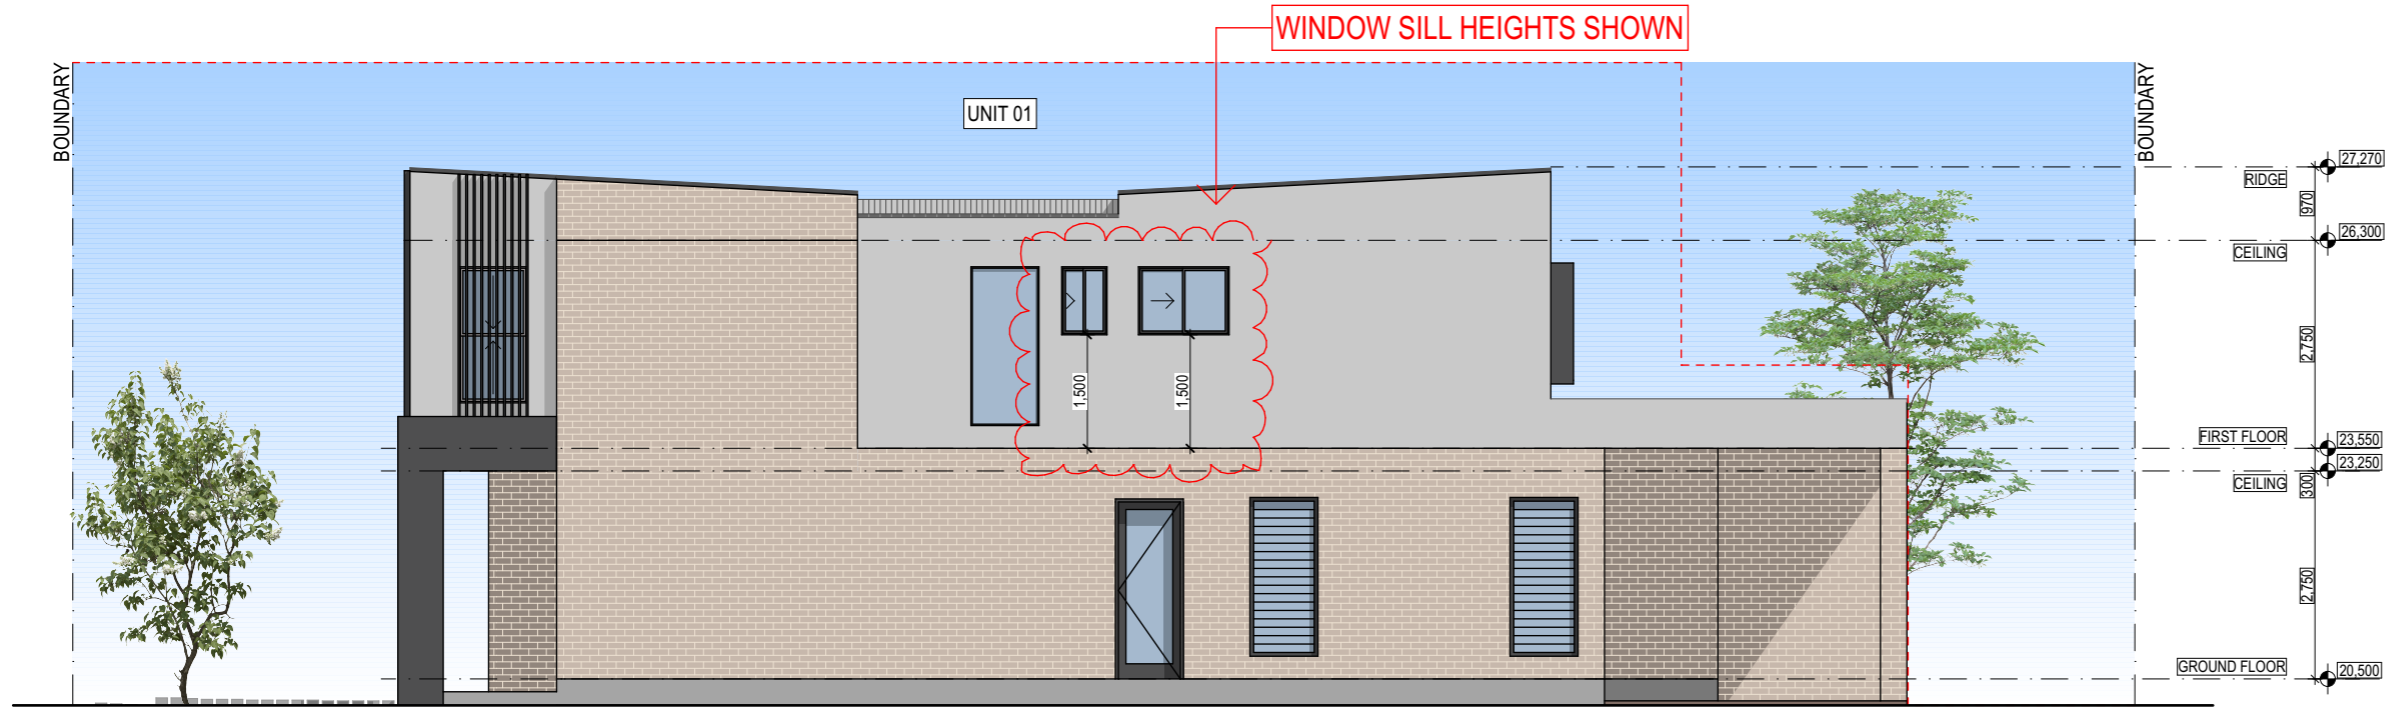 WINDOW SILL HEIGHTS SHOWN
BOUNDARY
BOUNDARY
UNIT 01
27,270
RIDGE
970
26,300
CEILING
2,750
1,500
1,500
FIRST FLOOR
23,550
23,250
CEILING
300
2,750
GROUND FLOOR
20,500